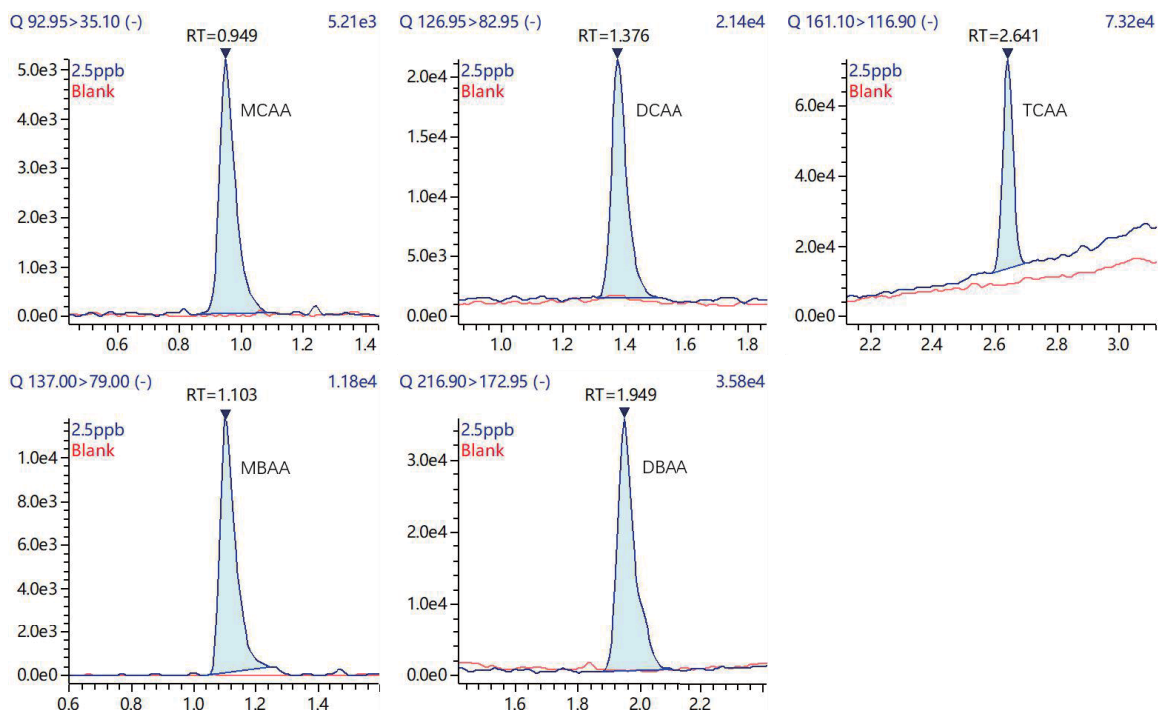 Q 92.95>35.10 (-) 5.21e3
RT=0.949
2.5ppb
Blank
MCAA
5.0e3
4.0e3
3.0e3
2.0e3
1.0e3
0.0e0
0.6 0.8 1.0 1.2 1.4
Q 126.95>82.95 (-) 2.14e4
RT=1.376
2.5ppb
Blank
DCAA
2.0e4
1.5e4
1.0e4
5.0e3
0.0e0
1.0 1.2 1.4 1.6 1.8
Q 161.10>116.90 (-) 7.32e4
RT=2.641
2.5ppb
Blank
TCAA
6.0e4
4.0e4
2.0e4
0.0e0
2.2 2.4 2.6 2.8 3.0
Q 137.00>79.00 (-) 1.18e4
RT=1.103
2.5ppb
Blank
MBAA
1.0e4
8.0e3
6.0e3
4.0e3
2.0e3
0.0e0
0.6 0.8 1.0 1.2 1.4
Q 216.90>172.95 (-) 3.58e4
RT=1.949
2.5ppb
Blank
DBAA
3.0e4
2.0e4
1.0e4
0.0e0
1.6 1.8 2.0 2.2